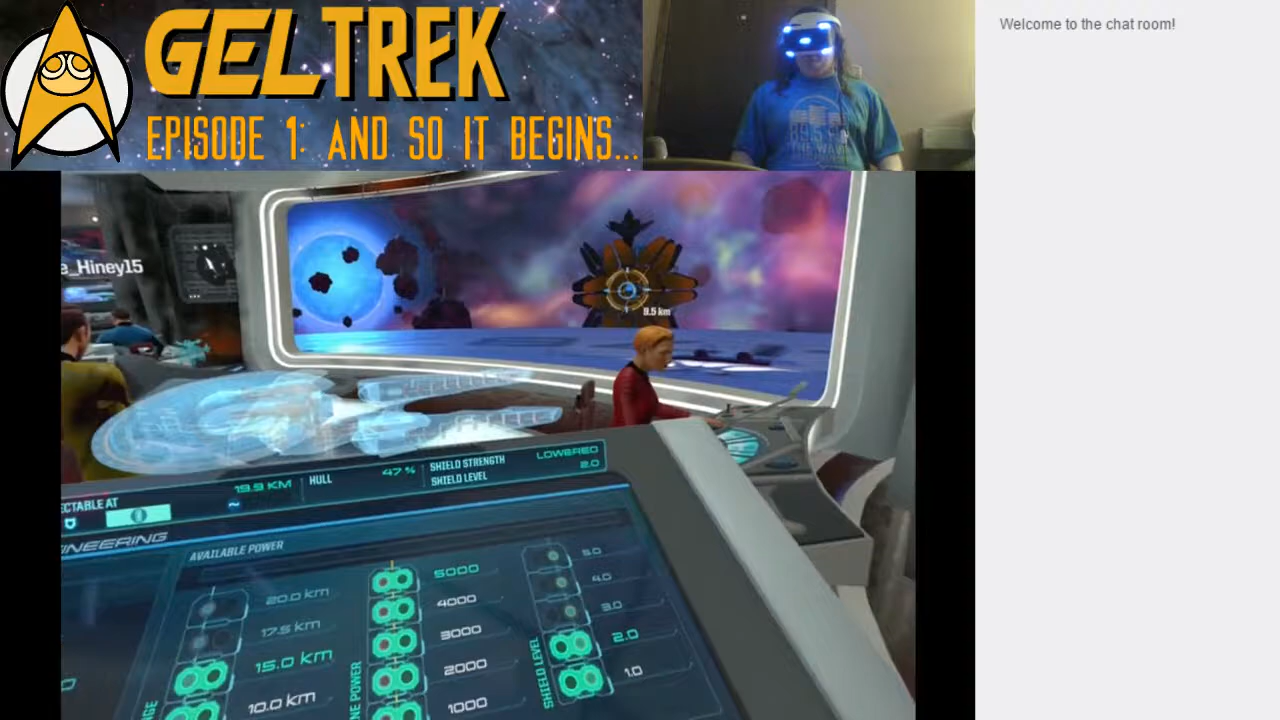 GELTREK
EPISODE 1: AND SO IT BEGINS...
Welcome to the chat room!
THE WAVE
e_Hiney15
9.5 km
ECTABLE AT
19.9 KM
HULL
47%
SHIELD STRENGTH
LOWERED
SHIELD LEVEL
2.0
INEERING
AVAILABLE POWER
20.0 km
17.5 km
15.0 km
10.0 km
5000
4000
3000
2000
1000
NE POWER
5.0
4.0
3.0
2.0
1.0
SHIELD LEVEL